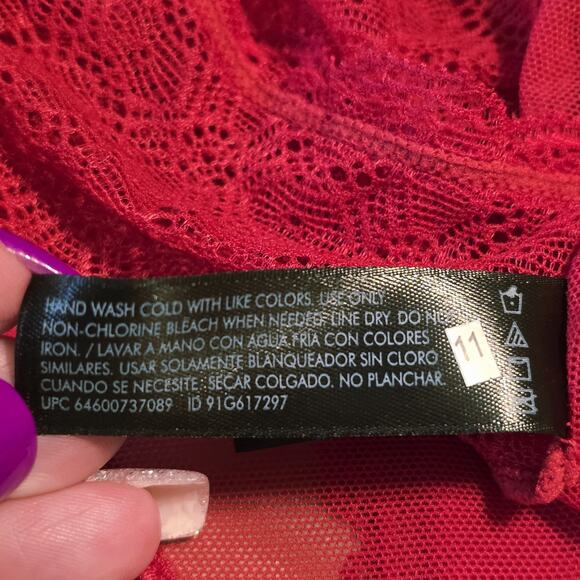 HAND WASH COLD WITH LIKE COLORS. USE ONLY
NON-CHLORINE BLEACH WHEN NEEDED. LINE DRY. DO NOT
IRON. / LAVAR A MANO CON AGUA FRIA CON COLORES
SIMILARES. USAR SOLAMENTE BLANQUEADOR SIN CLORO
CUANDO SE NECESITE, SECAR COLGADO. NO PLANCHAR.
UPC 64600737089 ID 91G617297
11